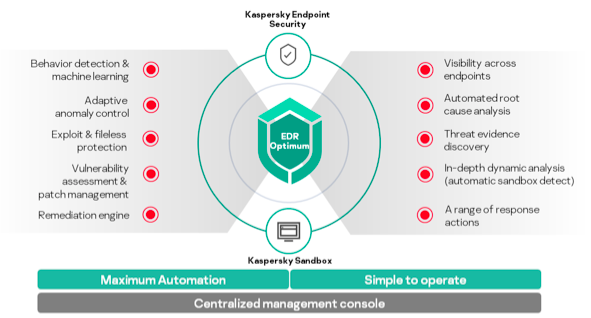 Kaspersky Endpoint
Security
Behavior detection &
machine learning
Adaptive
anomaly control
Exploit & fileless
protection
Vulnerability
assessment &
patch management
Remediation engine
EDR
Optimum
Visibility across
endpoints
Automated root
cause analysis
Threat evidence
discovery
In-depth dynamic analysis
(automatic sandbox detect)
A range of response
actions
Kaspersky Sandbox
Maximum Automation
Simple to operate
Centralized management console